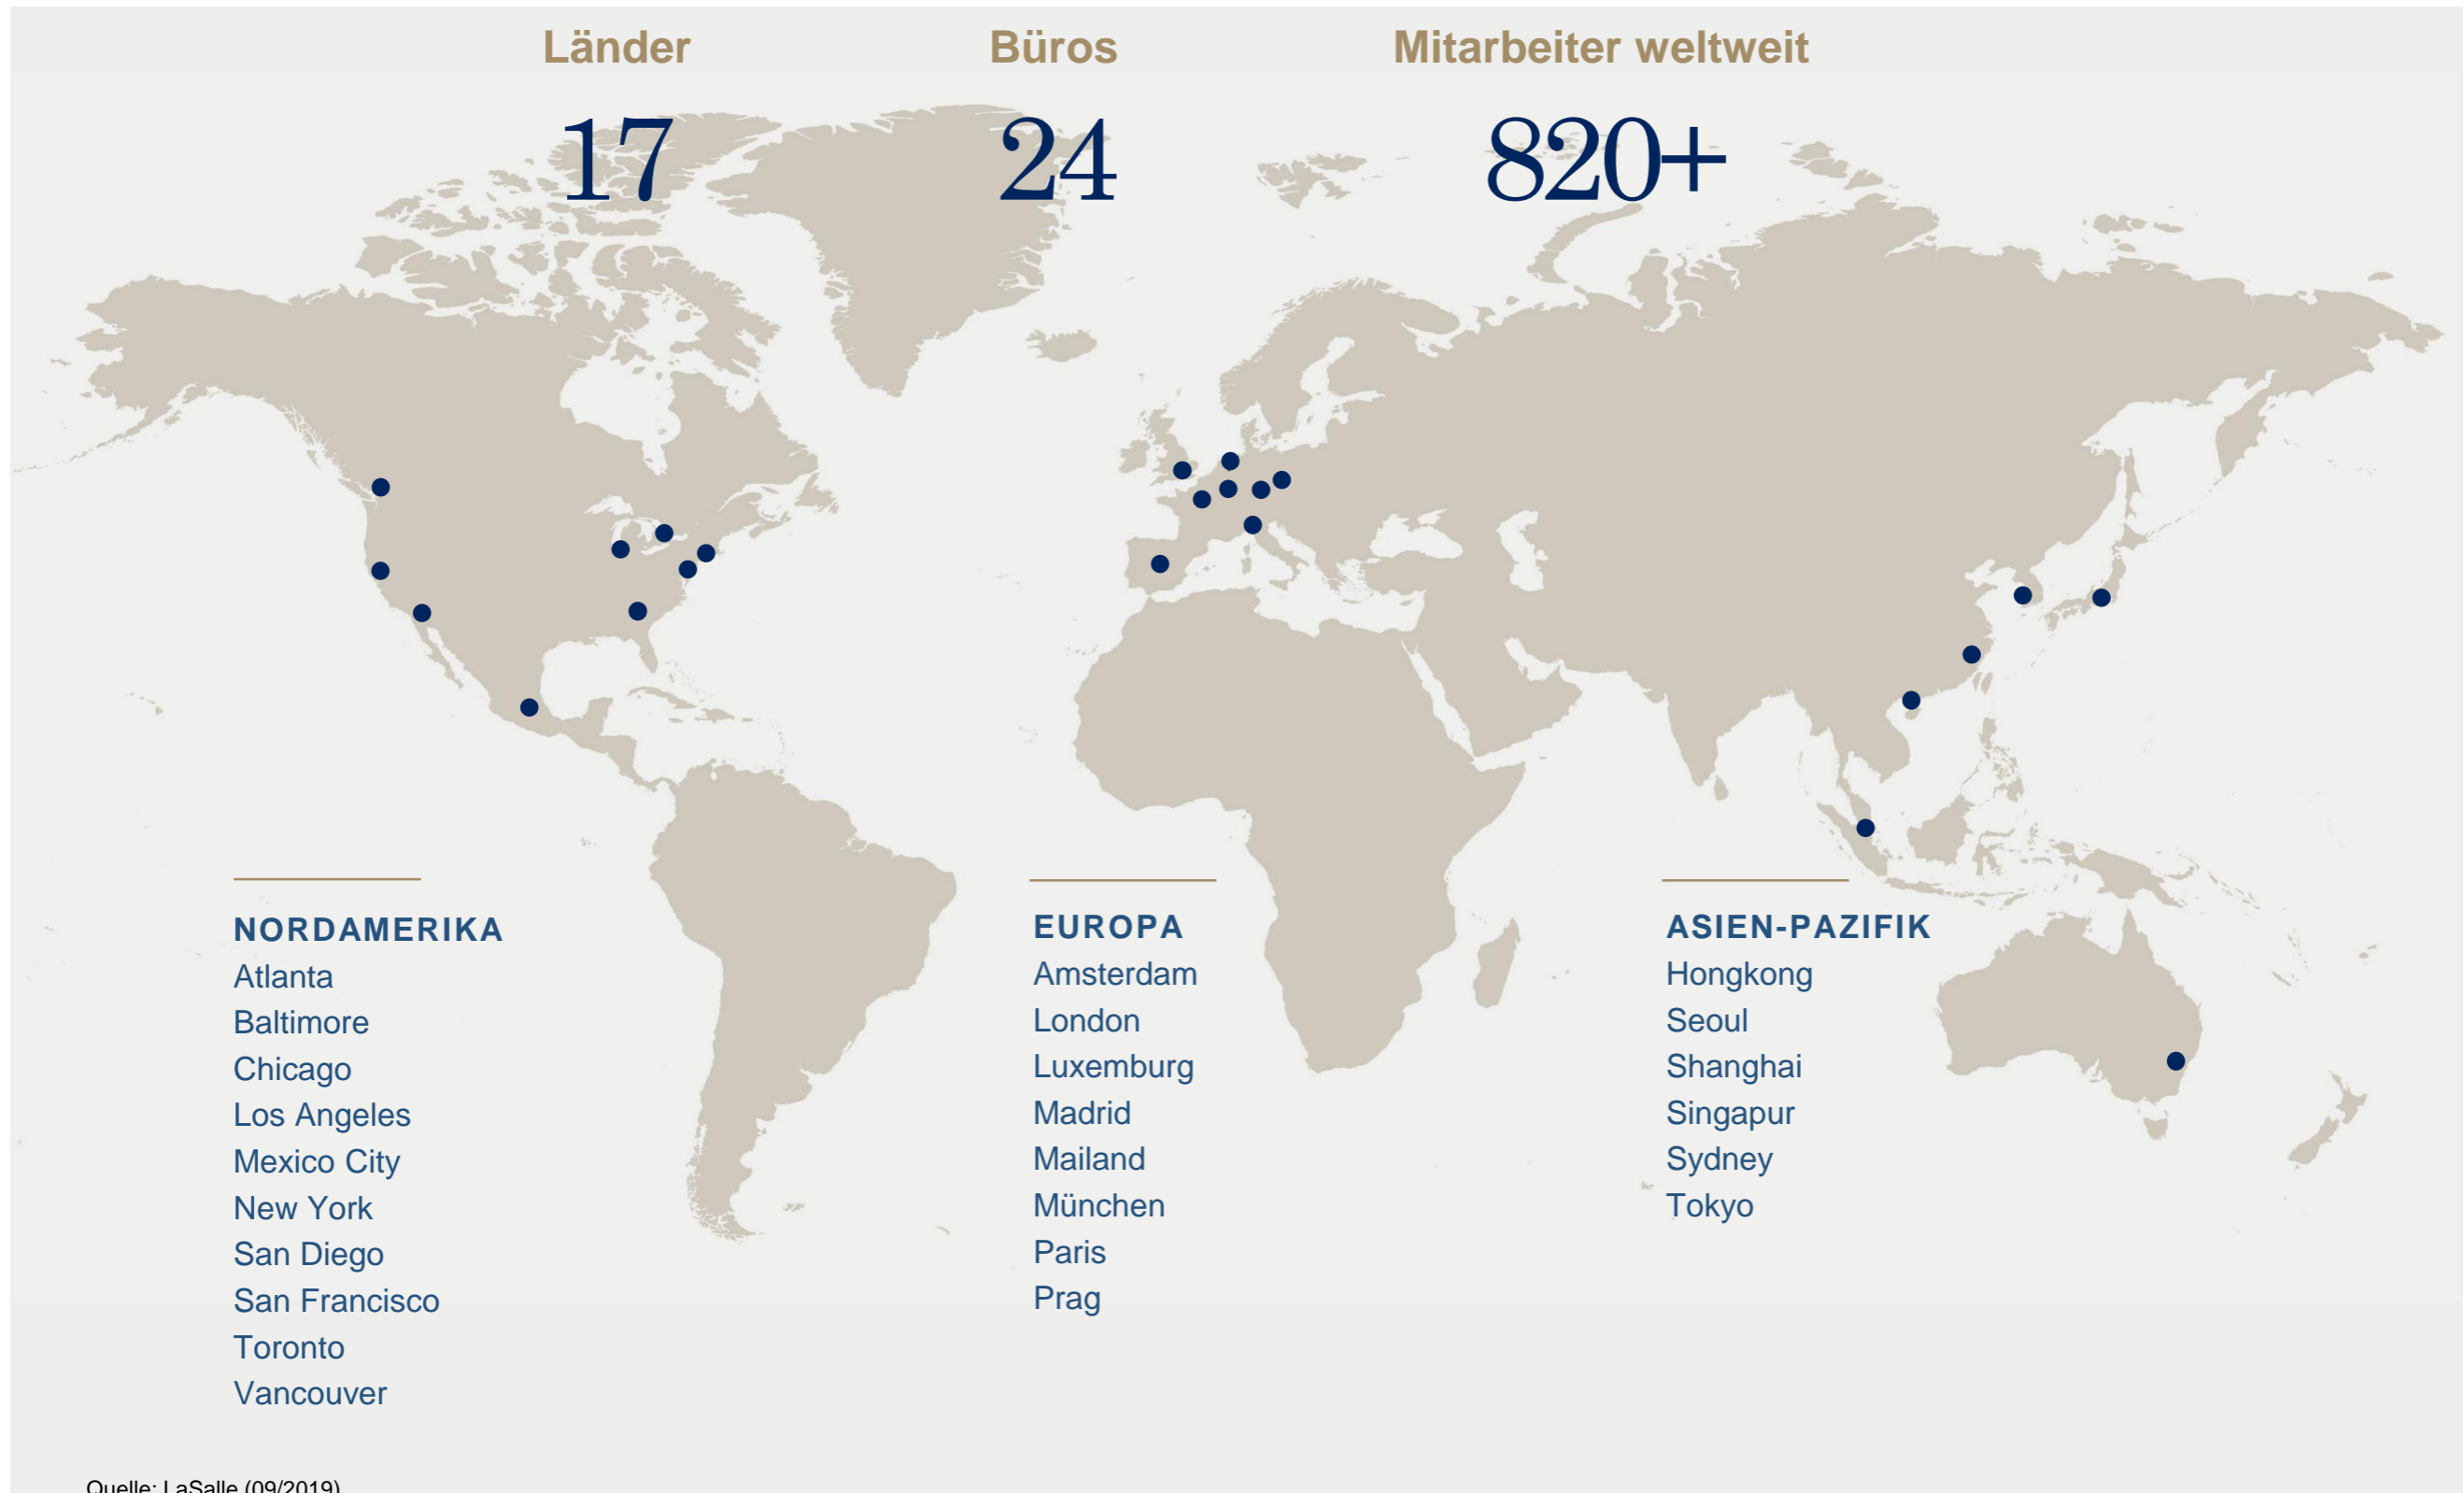 Länder
Büros
Mitarbeiter weltweit
17
24
820+
NORDAMERIKA
Atlanta
Baltimore
Chicago
Los Angeles
Mexico City
New York
San Diego
San Francisco
Toronto
Vancouver
EUROPA
Amsterdam
London
Luxemburg
Madrid
Mailand
München
Paris
Prag
ASIEN-PAZIFIK
Hongkong
Seoul
Shanghai
Singapur
Sydney
Tokyo
Quelle: LaSalle (09/2019)